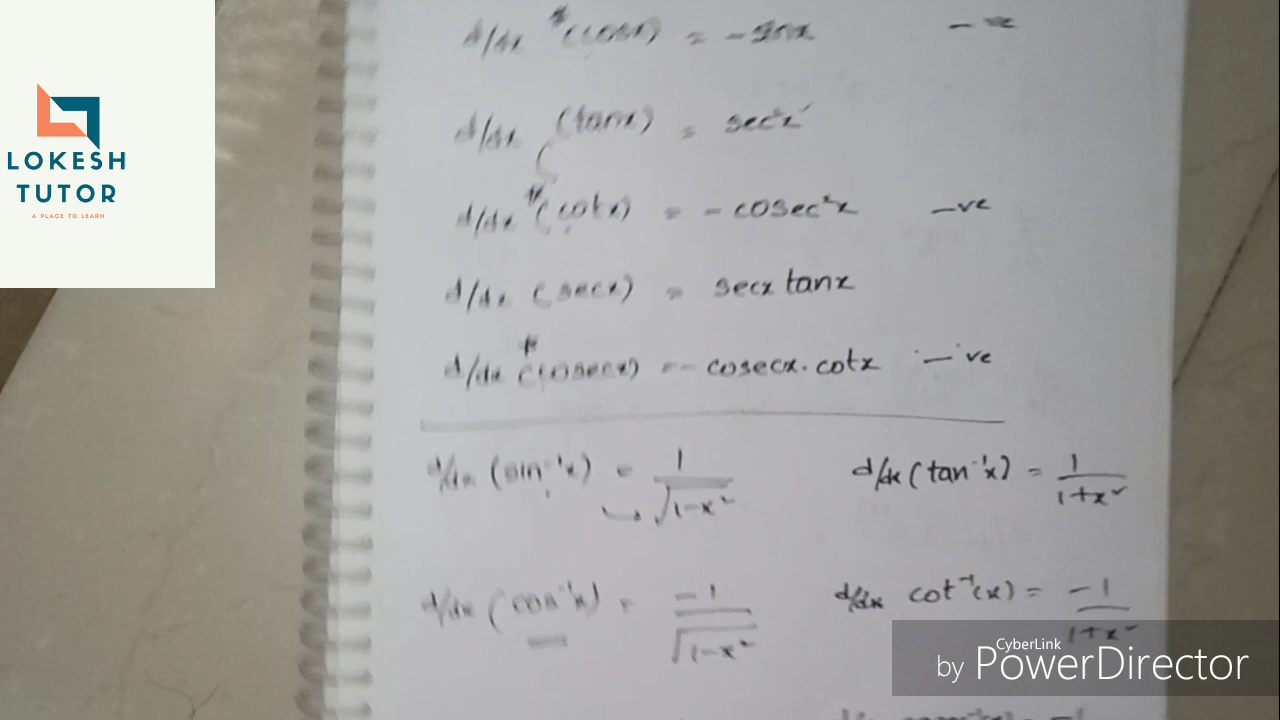 d/dx (cosx) = -sinx
d/dx (tanx) = sec²x
d/dx (cotx) = -cosec²x -ve
d/dx (secx) = secx tanx
d/dx (cosecx) = - cosecx.cotx -ve
d/dx (sin⁻¹x) = 1/√1-x² d/dx (tan⁻¹x) = 1/1+x²
d/dx (cos⁻¹x) = -1/√1-x² d/dx cot⁻¹(x) = -1/1+x²
LOKESH
TUTOR
A PLACE TO LEARN
CyberLink
by PowerDirector